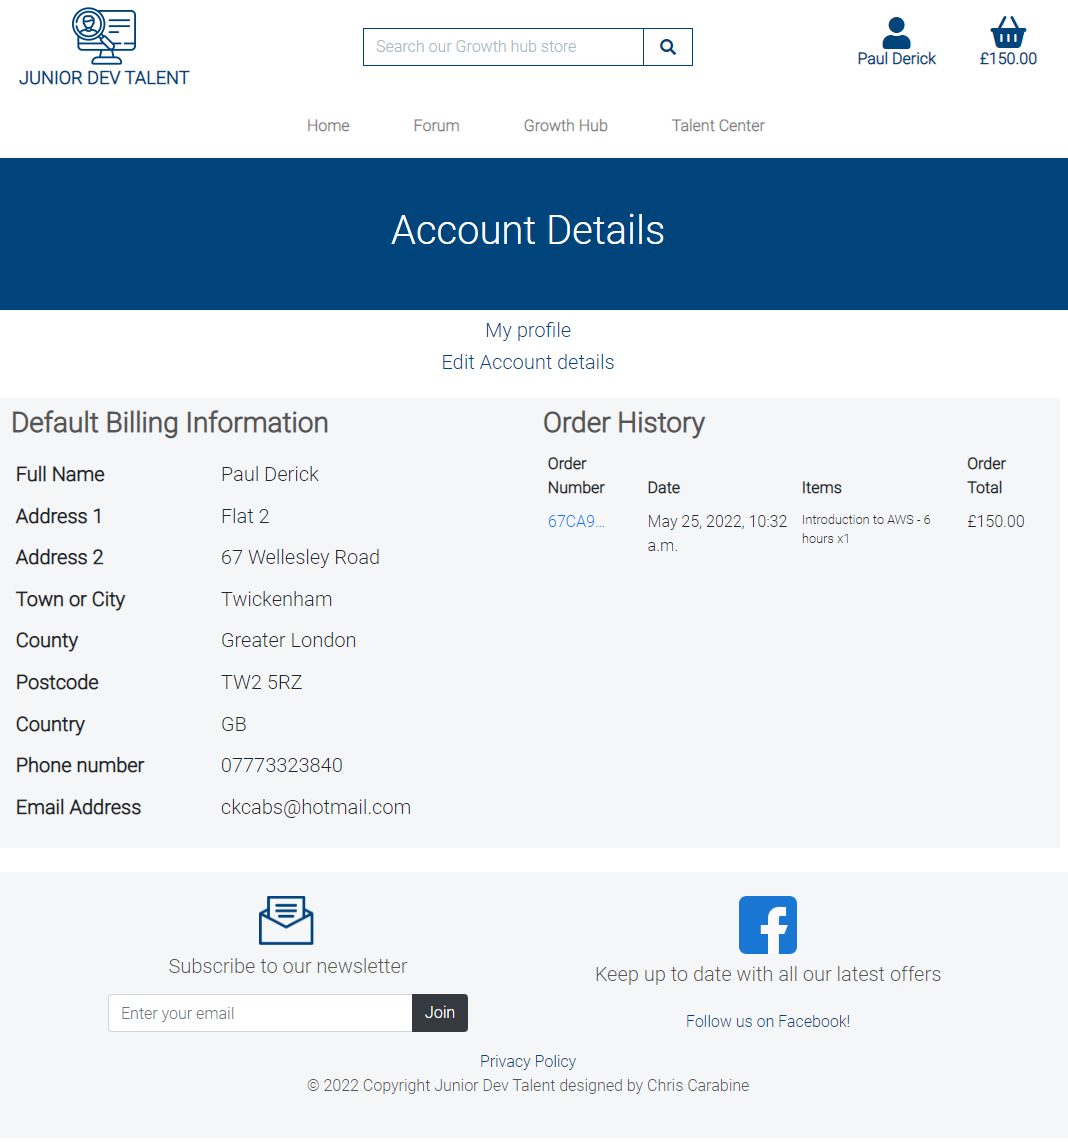 JUNIOR DEV TALENT
Search our Growth hub store
Paul Derick
£150.00
Home Forum Growth Hub Talent Center
Account Details
My profile
Edit Account details
Default Billing Information
Full Name Paul Derick
Address 1 Flat 2
Address 2 67 Wellesley Road
Town or City Twickenham
County Greater London
Postcode TW2 5RZ
Country GB
Phone number 07773323840
Email Address ckcabs@hotmail.com
Order History
Order Number Date Items Order Total
67CA9... May 25, 2022, 10:32 a.m. Introduction to AWS - 6 hours x1 £150.00
Subscribe to our newsletter
Enter your email Join
Keep up to date with all our latest offers
Follow us on Facebook!
Privacy Policy
© 2022 Copyright Junior Dev Talent designed by Chris Carabine